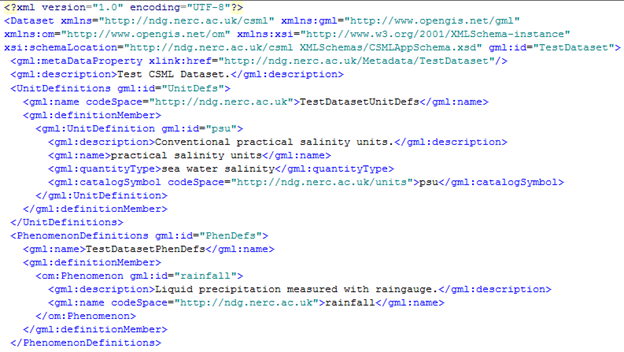 <?xml version="1.0" encoding="UTF-8"?>
<Dataset xmlns="http://ndg.nerc.ac.uk/csml" xmlns:gml="http://www.opengis.net/gml"
xmlns:om="http://www.opengis.net/om" xmlns:xsi="http://www.w3.org/2001/XMLSchema-instance"
xsi:schemaLocation="http://ndg.nerc.ac.uk/csml XMLSchemas/CSMLAppSchema.xsd" gml:id="TestDataset">
<gml:metaDataProperty xlink:href="http://ndg.nerc.ac.uk/Metadata/TestDataset"/>
<gml:description>Test CSML Dataset.</gml:description>
<UnitDefinitions gml:id="UnitDefs">
<gml:name codeSpace="http://ndg.nerc.ac.uk">TestDatasetUnitDefs</gml:name>
<gml:definitionMember>
<gml:UnitDefinition gml:id="psu">
<gml:description>Conventional practical salinity units.</gml:description>
<gml:name>practical salinity units</gml:name>
<gml:quantityType>sea water salinity</gml:quantityType>
<gml:catalogSymbol codeSpace="http://ndg.nerc.ac.uk/units">psu</gml:catalogSymbol>
</gml:UnitDefinition>
</gml:definitionMember>
</UnitDefinitions>
<PhenomenonDefinitions gml:id="PhenDefs">
<gml:name>TestDatasetPhenDefs</gml:name>
<gml:definitionMember>
<om:Phenomenon gml:id="rainfall">
<gml:description>Liquid precipitation measured with raingauge.</gml:description>
<gml:name codeSpace="http://ndg.nerc.ac.uk">rainfall</gml:name>
</om:Phenomenon>
</gml:definitionMember>
</PhenomenonDefinitions>